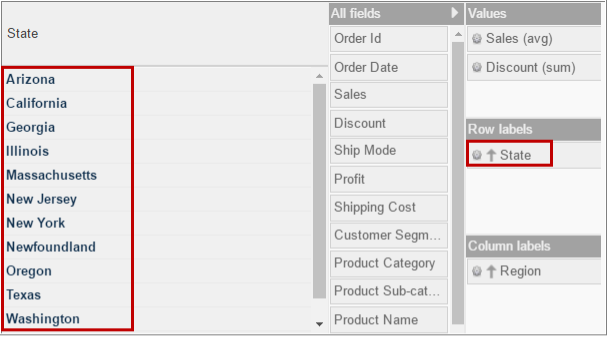 State
Arizona
California
Georgia
Illinois
Massachusetts
New Jersey
New York
Newfoundland
Oregon
Texas
Washington
All fields
Order Id
Order Date
Sales
Discount
Ship Mode
Profit
Shipping Cost
Customer Segm...
Product Category
Product Sub-cat...
Product Name
Values
Sales (avg)
Discount (sum)
Row labels
State
Column labels
Region